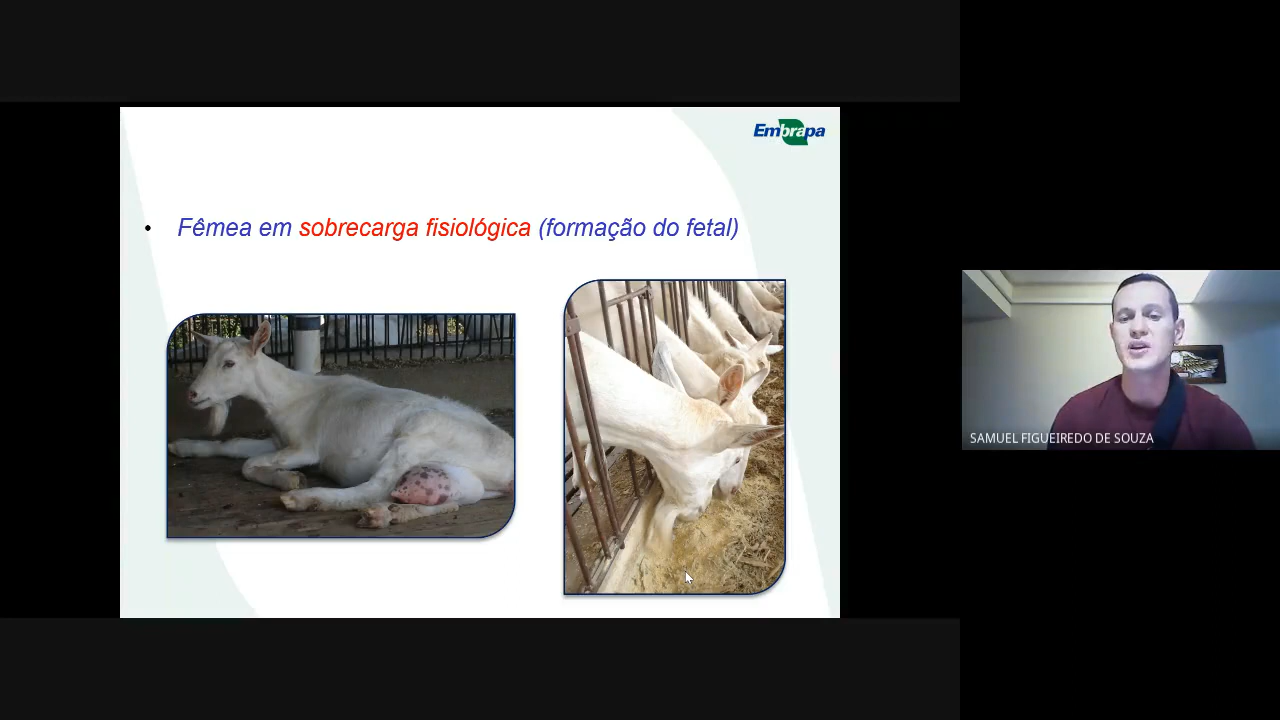 Embrapa
• Fêmea em sobrecarga fisiológica (formação do fetal)
SAMUEL FIGUEIREDO DE SOUZA